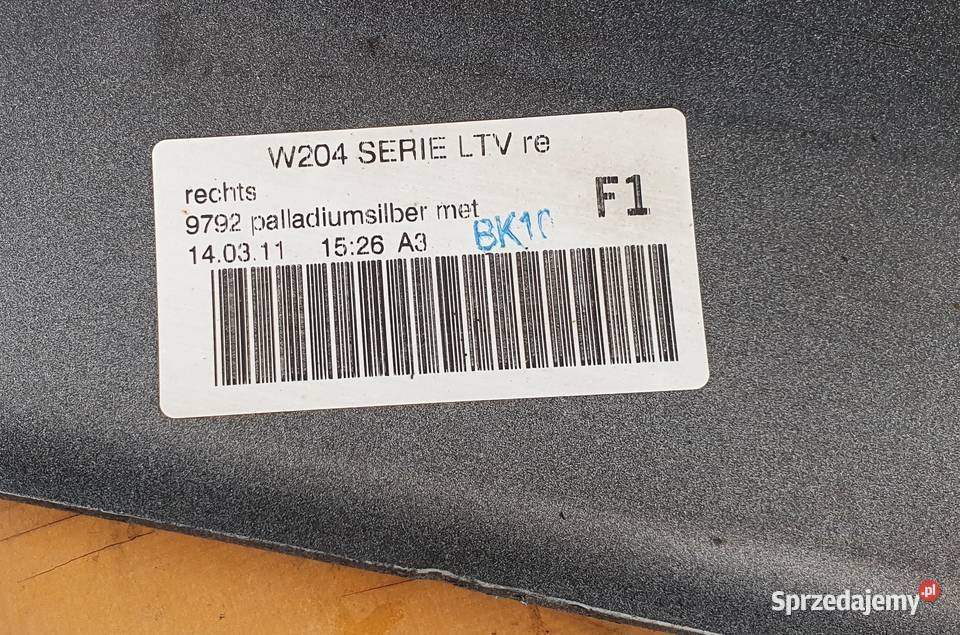 W204 SERIE LTV re
rechts
F1
9792 palladiumsilber met
14.03.11 15:26 A3
BK10
Sprzedajemy.pl